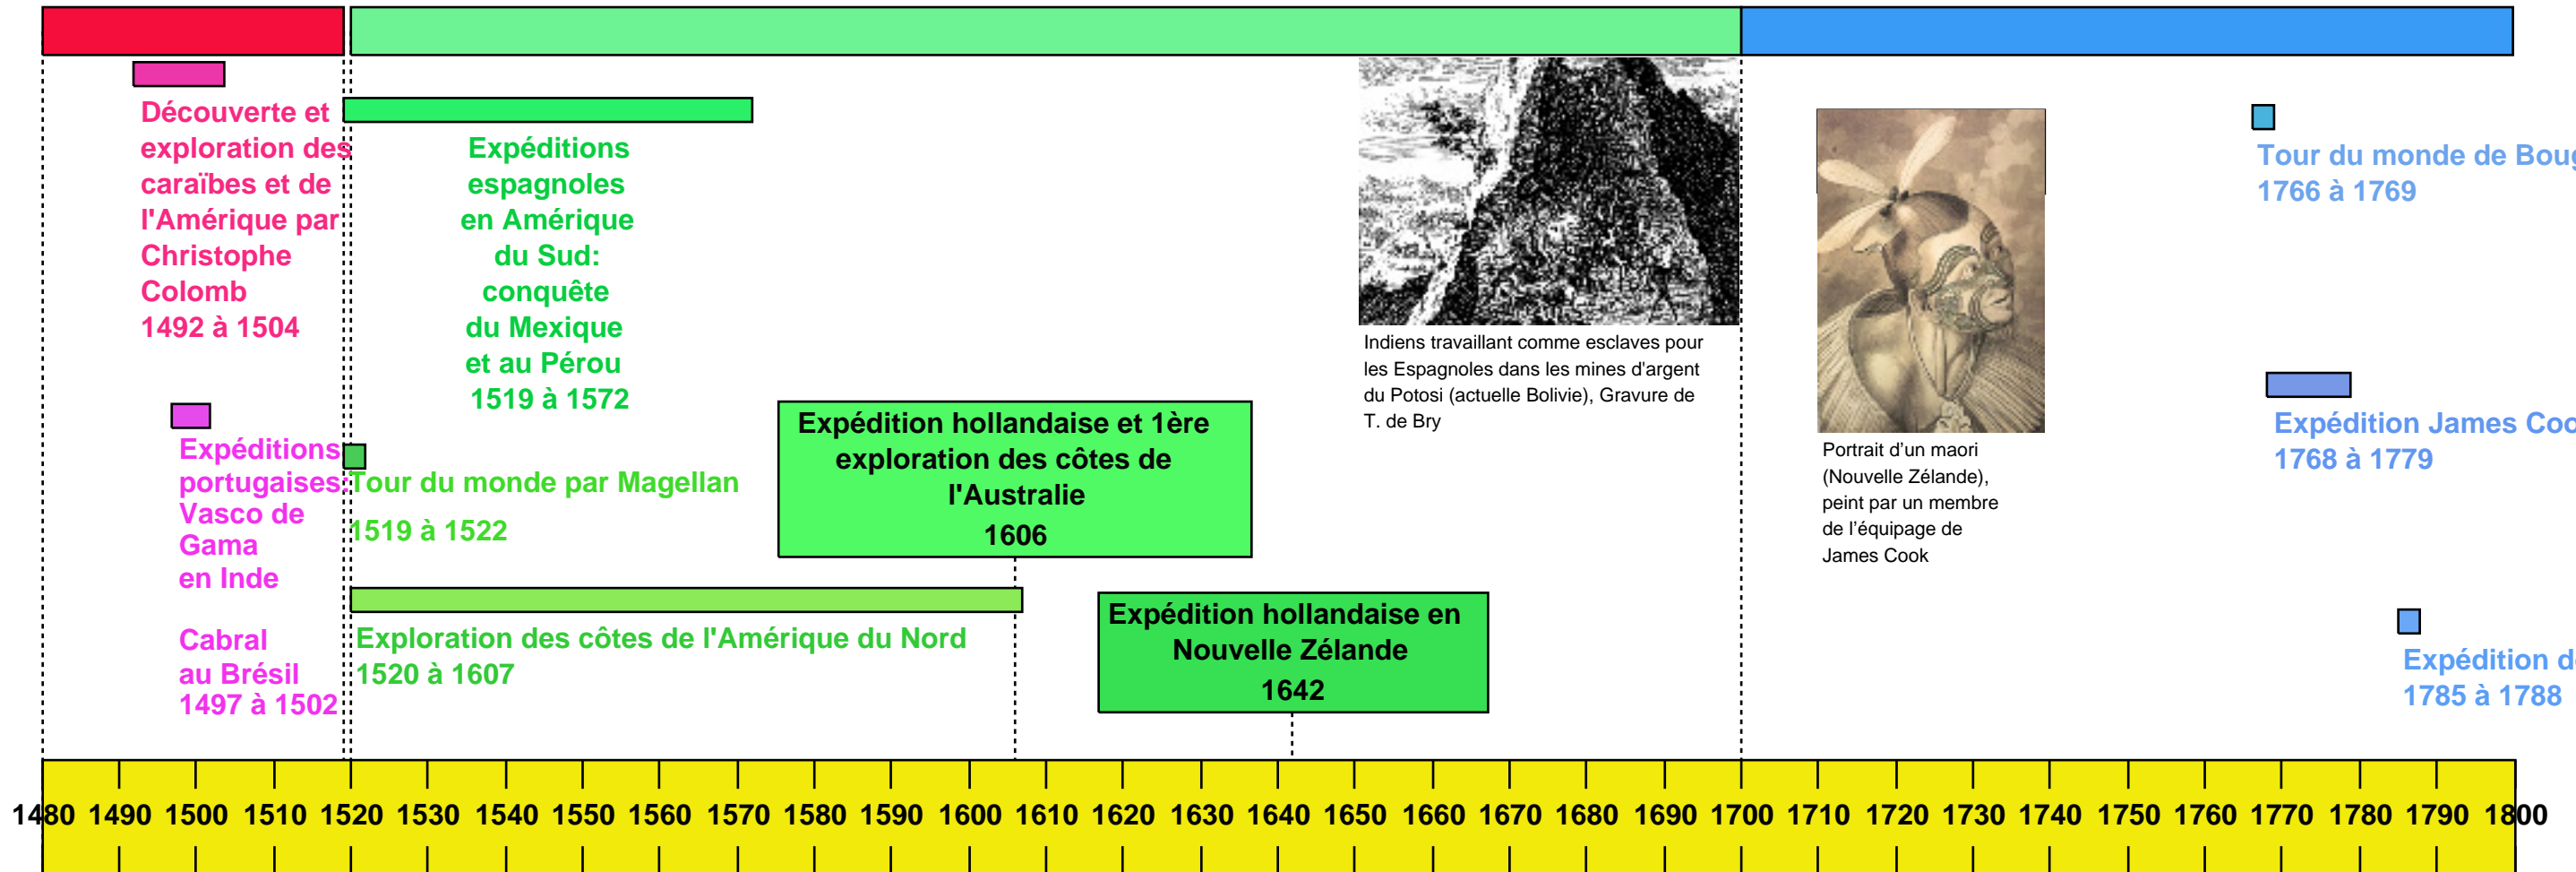 Découverte et
exploration des
caraïbes et de
l'Amérique par
Christophe
Colomb
1492 à 1504
Expéditions
portugaises:
Vasco de
Gama
en Inde
Cabral
au Brésil
1497 à 1502
Expéditions
espagnoles
en Amérique
du Sud:
conquête
du Mexique
et au Pérou
1519 à 1572
Tour du monde par Magellan
1519 à 1522
Exploration des côtes de l'Amérique du Nord
1520 à 1607
Expédition hollandaise et 1ère
exploration des côtes de
l'Australie
1606
Expédition hollandaise en
Nouvelle Zélande
1642
Indiens travaillant comme esclaves pour
les Espagnoles dans les mines d'argent
du Potosi (actuelle Bolivie), Gravure de
T. de Bry
Portrait d’un maori
(Nouvelle Zélande),
peint par un membre
de l’équipage de
James Cook
Tour du monde de
1766 à 1769
Expédition James
1768 à 1779
Expédition
1785 à 1788
1480 1490 1500 1510 1520 1530 1540 1550 1560 1570 1580 1590 1600 1610 1620 1630 1640 1650 1660 1670 1680 1690 1700 1710 1720 1730 1740 1750 1760 1770 1780 1790 1800